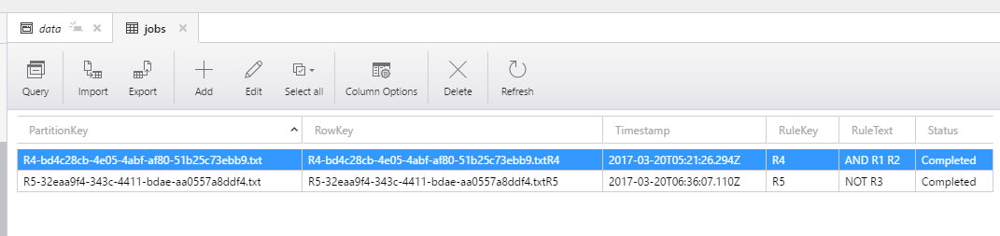 data jobs
Query Import Export Add Edit Select all Column Options Delete Refresh
PartitionKey RowKey Timestamp RuleKey RuleText Status
R4-bd4c28cb-4e05-4abf-af80-51b25c73ebb9.txt R4-bd4c28cb-4e05-4abf-af80-51b25c73ebb9.txtR4 2017-03-20T05:21:26.294Z R4 AND R1 R2 Completed
R5-32eaa9f4-343c-4411-bdae-aa0557a8ddf4.txt R5-32eaa9f4-343c-4411-bdae-aa0557a8ddf4.txtR5 2017-03-20T06:36:07.110Z R5 NOT R3 Completed